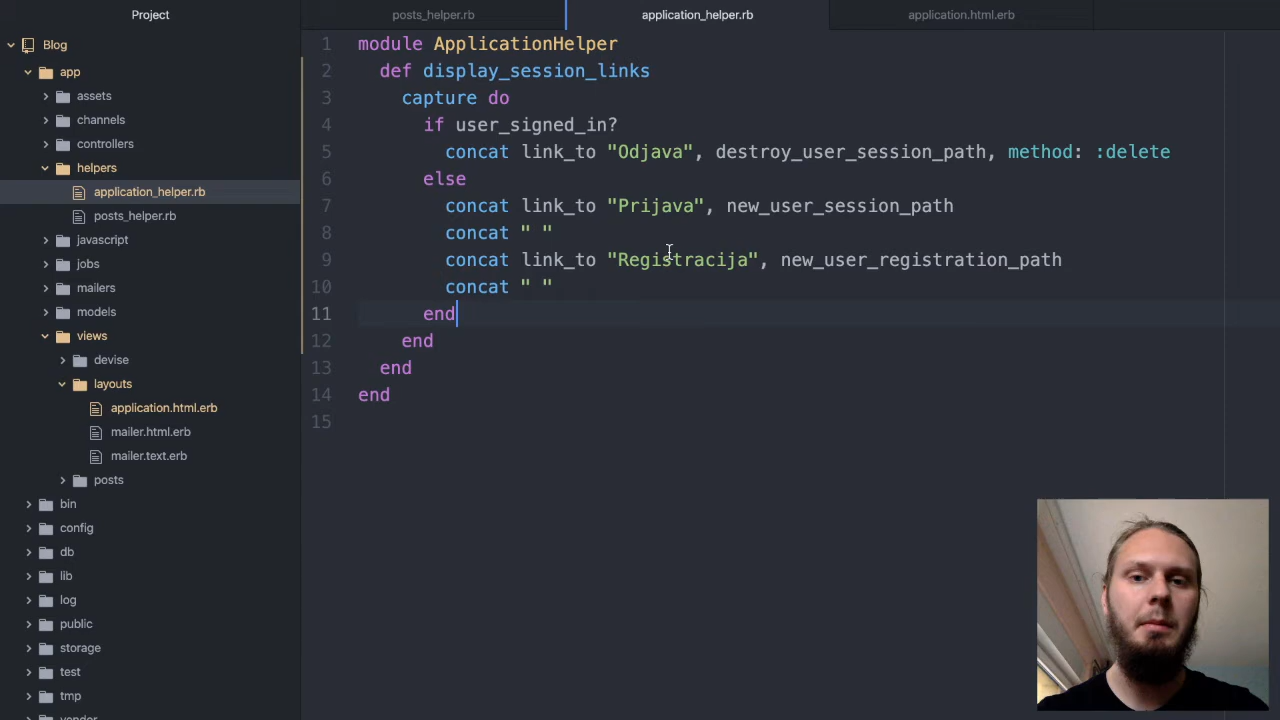 Project
Blog
app
assets
channels
controllers
helpers
application_helper.rb
posts_helper.rb
javascript
jobs
mailers
models
views
devise
layouts
application.html.erb
mailer.html.erb
mailer.text.erb
posts
bin
config
db
lib
log
public
storage
test
tmp
vendor
posts_helper.rb
application_helper.rb
application.html.erb
1 module ApplicationHelper
2 def display_session_links
3 capture do
4 if user_signed_in?
5 concat link_to "Odjava", destroy_user_session_path, method: :delete
6 else
7 concat link_to "Prijava", new_user_session_path
8 concat " "
9 concat link_to "Registracija", new_user_registration_path
10 concat " "
11 end
12 end
13 end
14 end
15